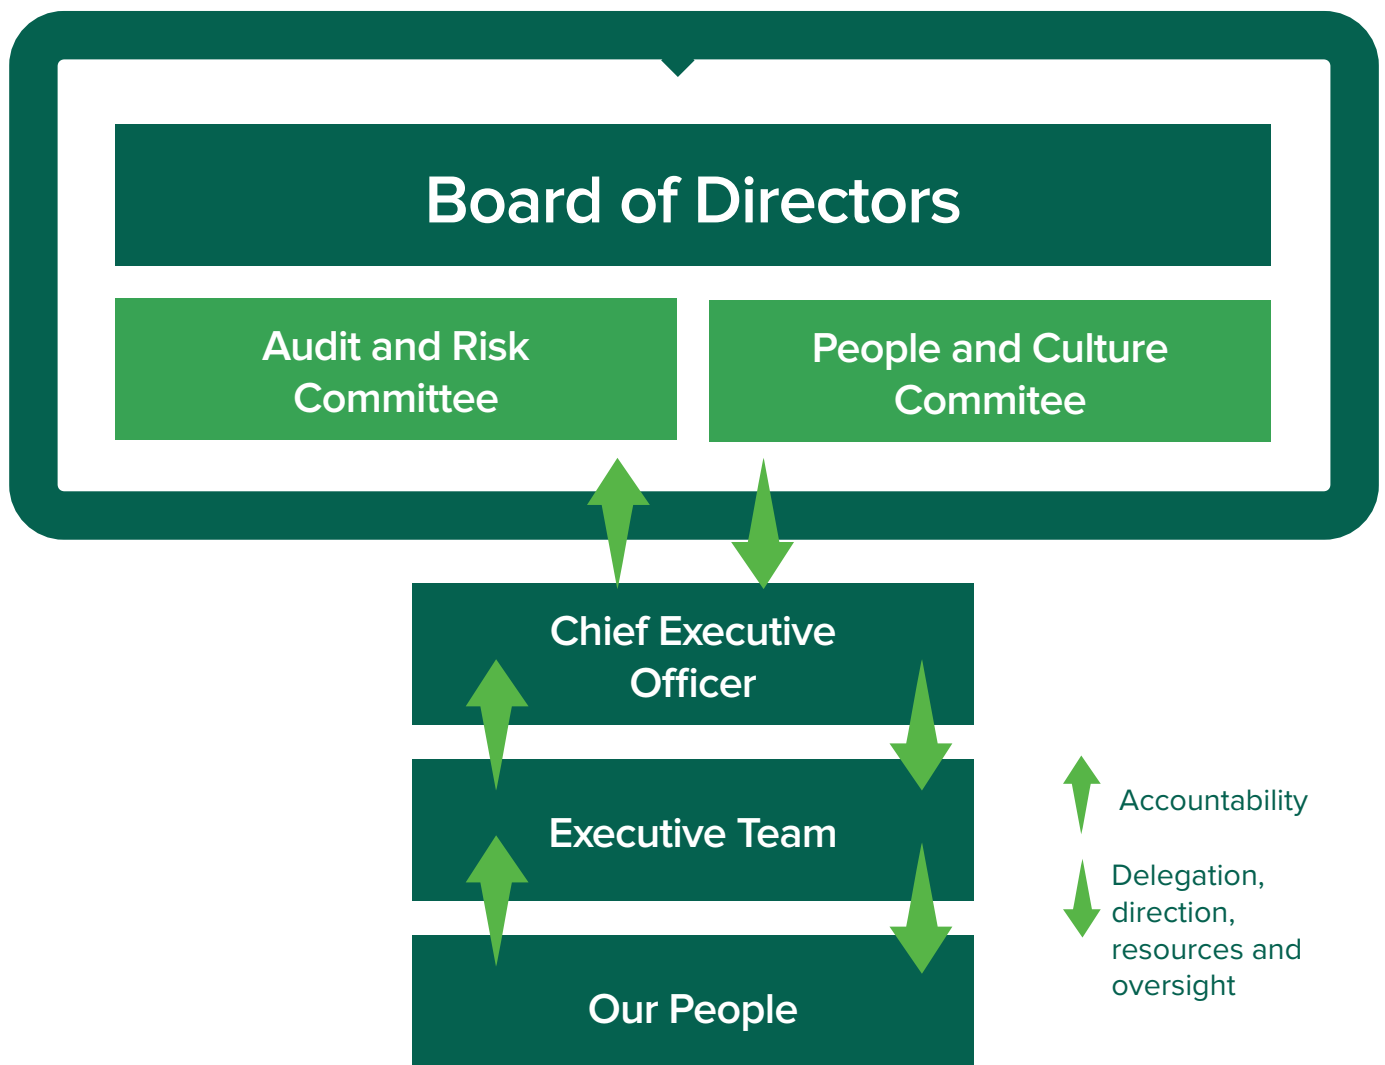 Board of Directors
Audit and Risk
Committee
People and Culture
Commitee
Chief Executive
Officer
Executive Team
Our People
Accountability
Delegation,
direction,
resources and
oversight